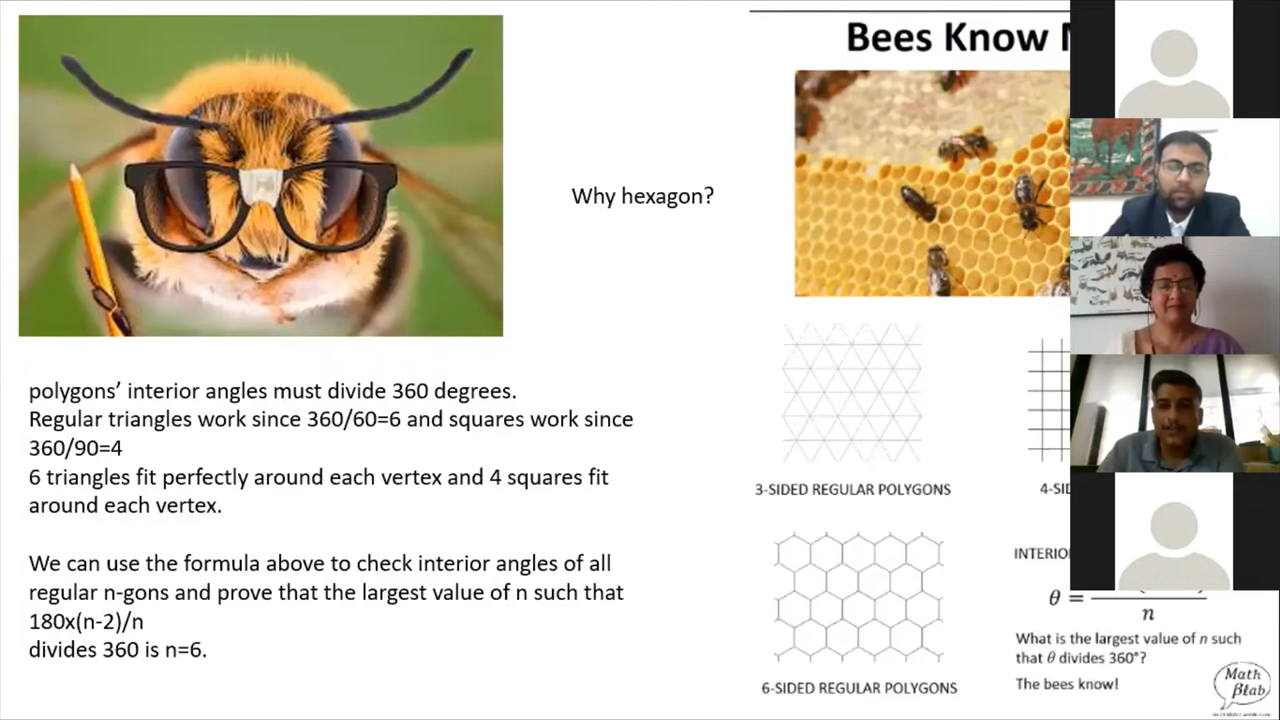 Bees Know
Why hexagon?
polygons’ interior angles must divide 360 degrees.
Regular triangles work since 360/60=6 and squares work since
360/90=4
6 triangles fit perfectly around each vertex and 4 squares fit
around each vertex.
We can use the formula above to check interior angles of all
regular n-gons and prove that the largest value of n such that
180x(n-2)/n
divides 360 is n=6.
3-SIDED REGULAR POLYGONS
4-SI
6-SIDED REGULAR POLYGONS
INTERIO
θ =
n
What is the largest value of n such
that θ divides 360°?
The bees know!
Math
βlab